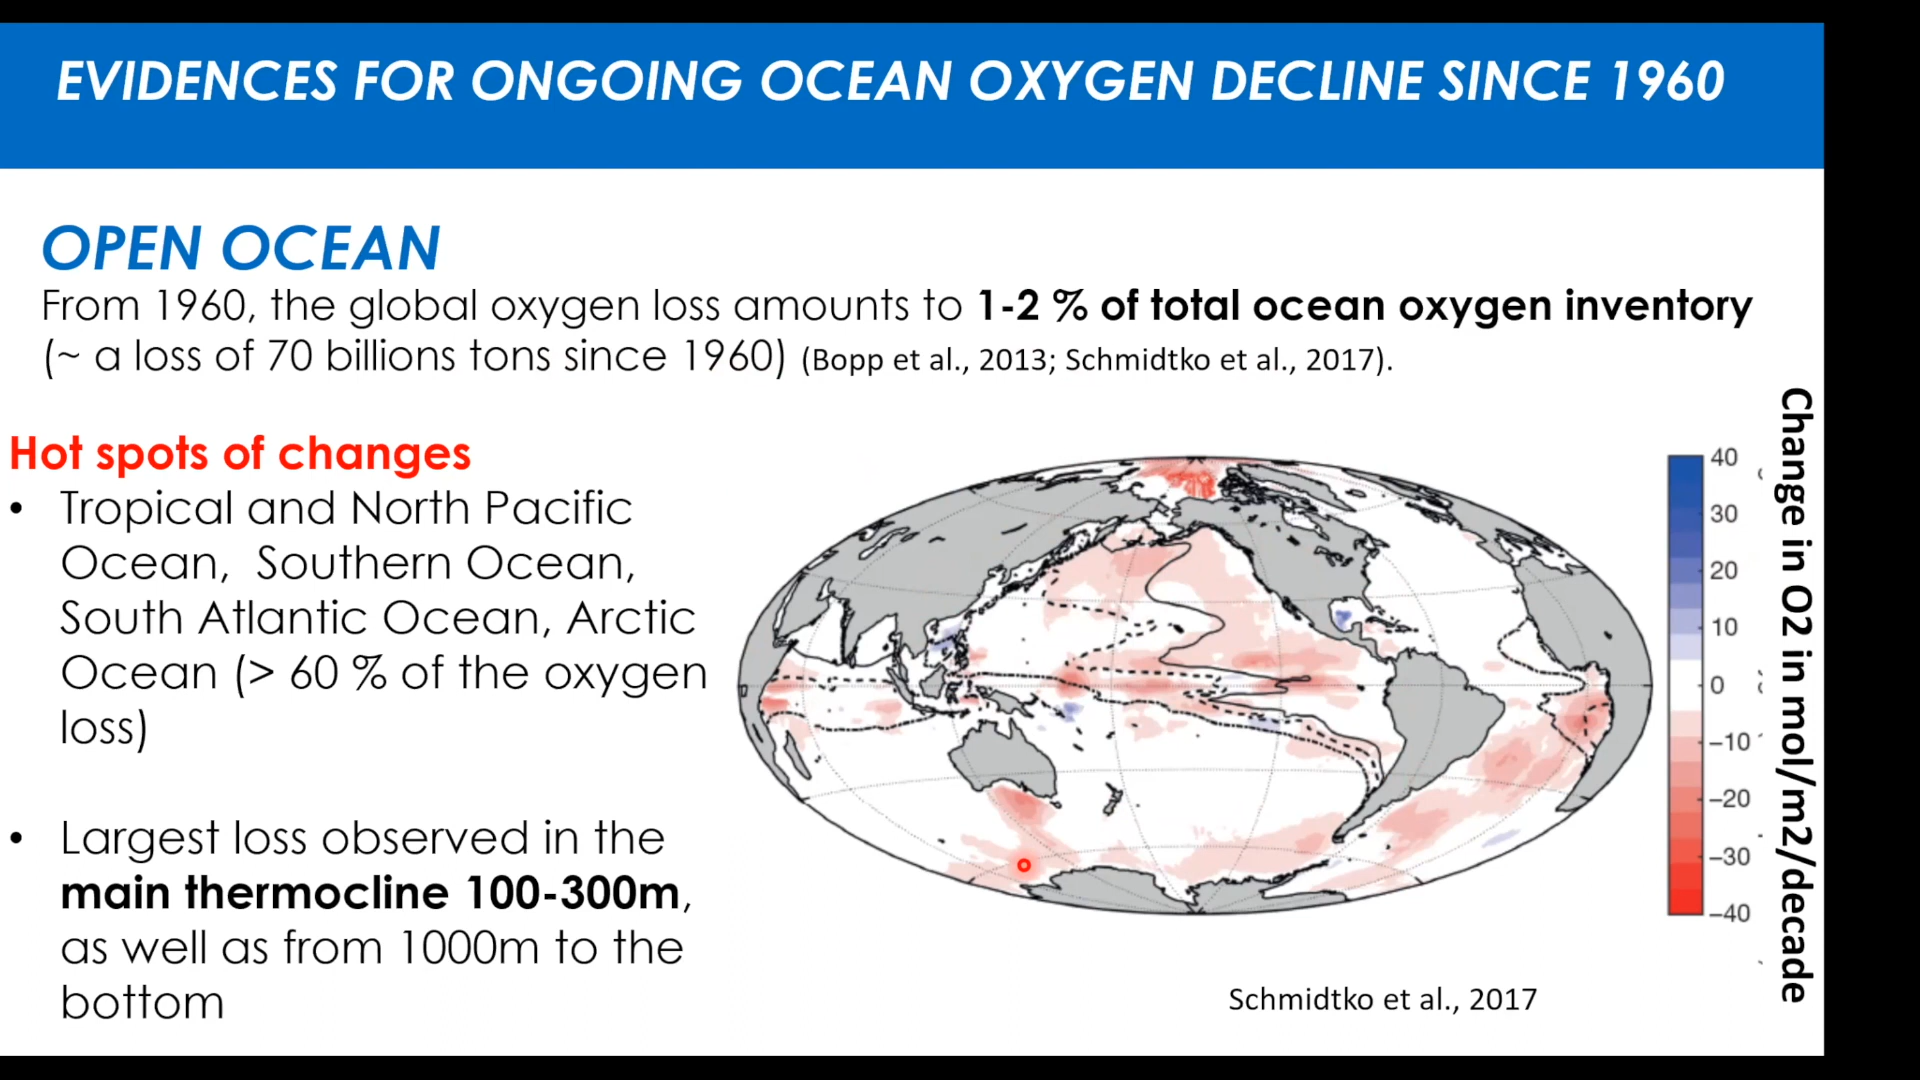 EVIDENCES FOR ONGOING OCEAN OXYGEN DECLINE SINCE 1960
OPEN OCEAN
From 1960, the global oxygen loss amounts to 1-2 % of total ocean oxygen inventory
(~ a loss of 70 billions tons since 1960) (Bopp et al., 2013; Schmidtko et al., 2017).
Hot spots of changes
• Tropical and North Pacific
Ocean, Southern Ocean,
South Atlantic Ocean, Arctic
Ocean (> 60 % of the oxygen
loss)
• Largest loss observed in the
main thermocline 100-300m,
as well as from 1000m to the
bottom
40
30
20
10
0
−10
−20
−30
−40
Change in O2 in mol/m2/decade
Schmidtko et al., 2017